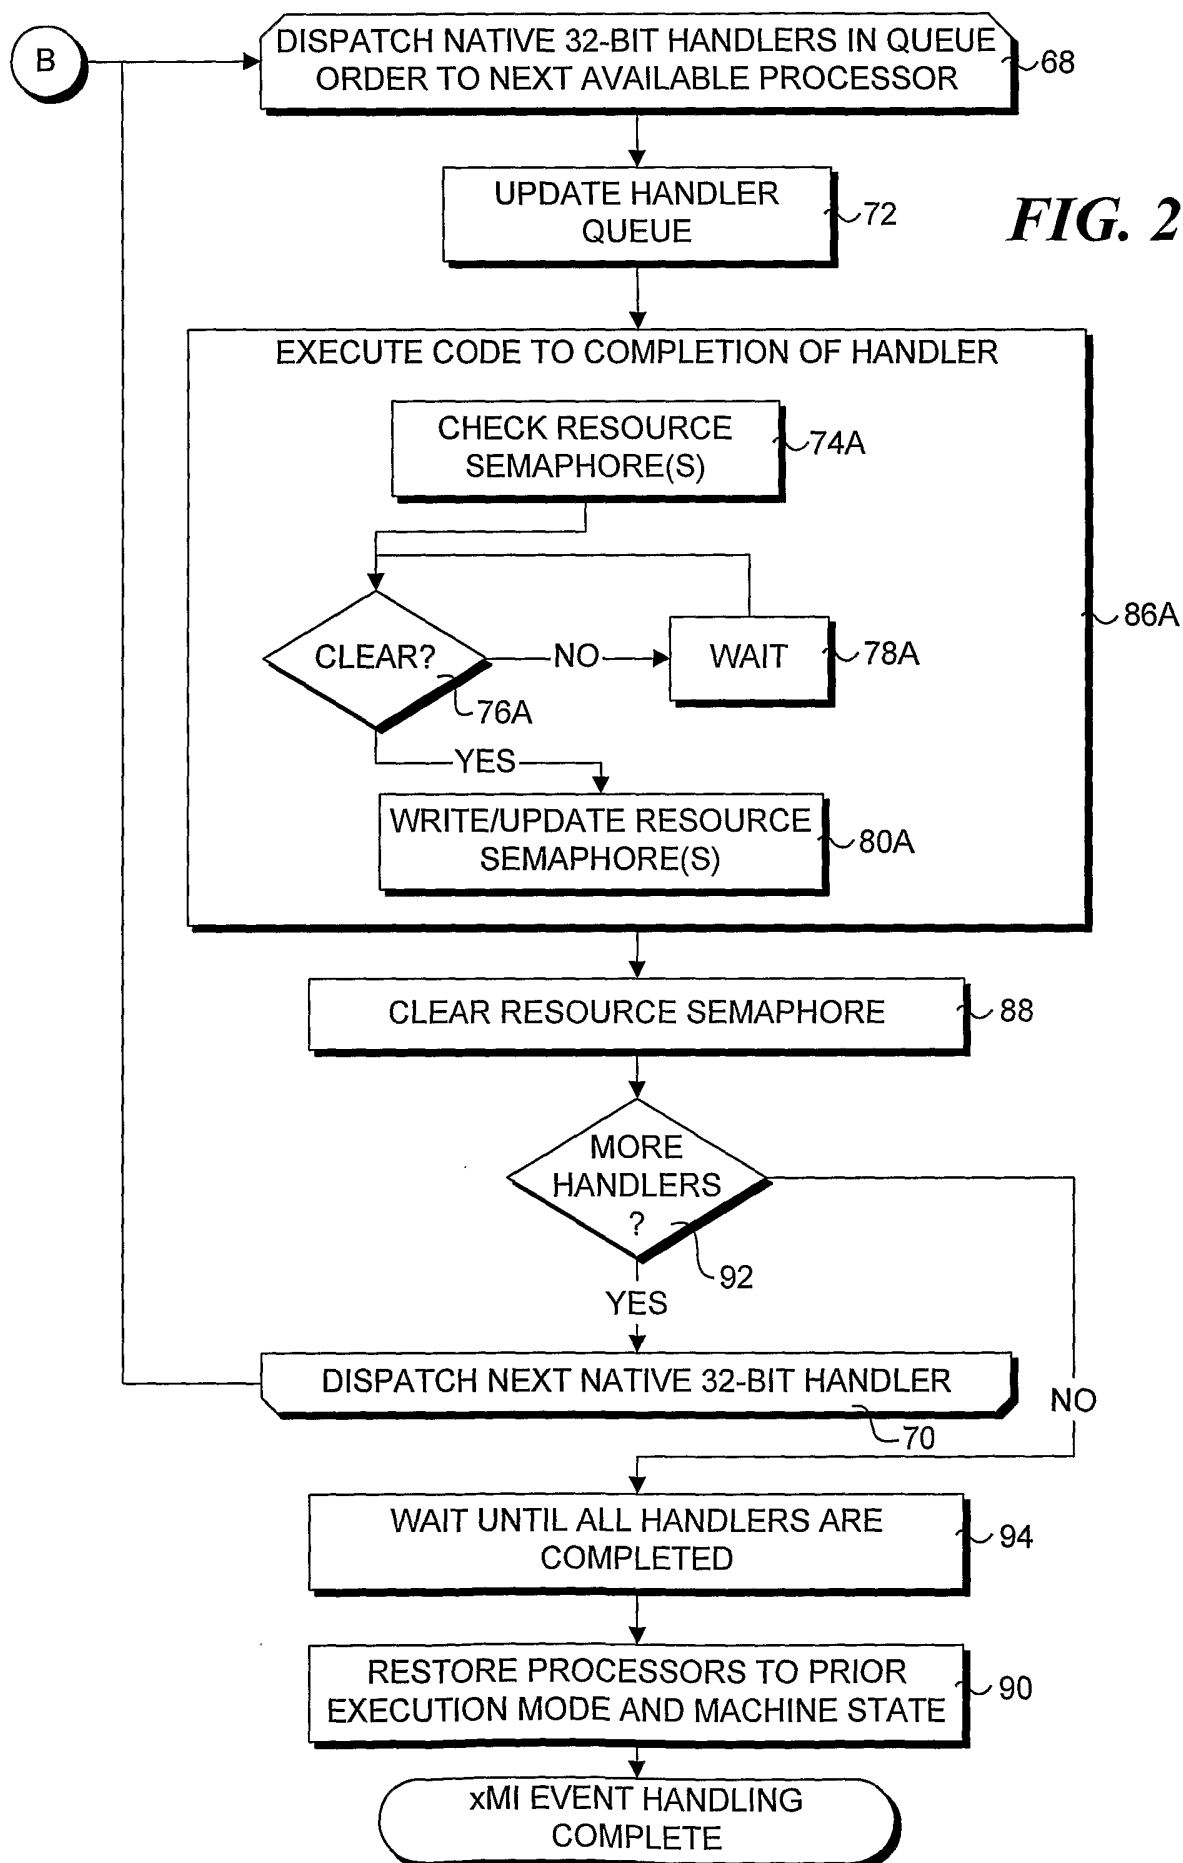 B
DISPATCH NATIVE 32-BIT HANDLERS IN QUEUE
ORDER TO NEXT AVAILABLE PROCESSOR
68
UPDATE HANDLER
QUEUE
72
FIG. 2
EXECUTE CODE TO COMPLETION OF HANDLER
CHECK RESOURCE
SEMAPHORE(S)
74A
86A
CLEAR?
NO
WAIT
78A
76A
YES
WRITE/UPDATE RESOURCE
SEMAPHORE(S)
80A
CLEAR RESOURCE SEMAPHORE
88
MORE
HANDLERS
?
92
YES
DISPATCH NEXT NATIVE 32-BIT HANDLER
NO
70
WAIT UNTIL ALL HANDLERS ARE
COMPLETED
94
RESTORE PROCESSORS TO PRIOR
EXECUTION MODE AND MACHINE STATE
90
xMI EVENT HANDLING
COMPLETE